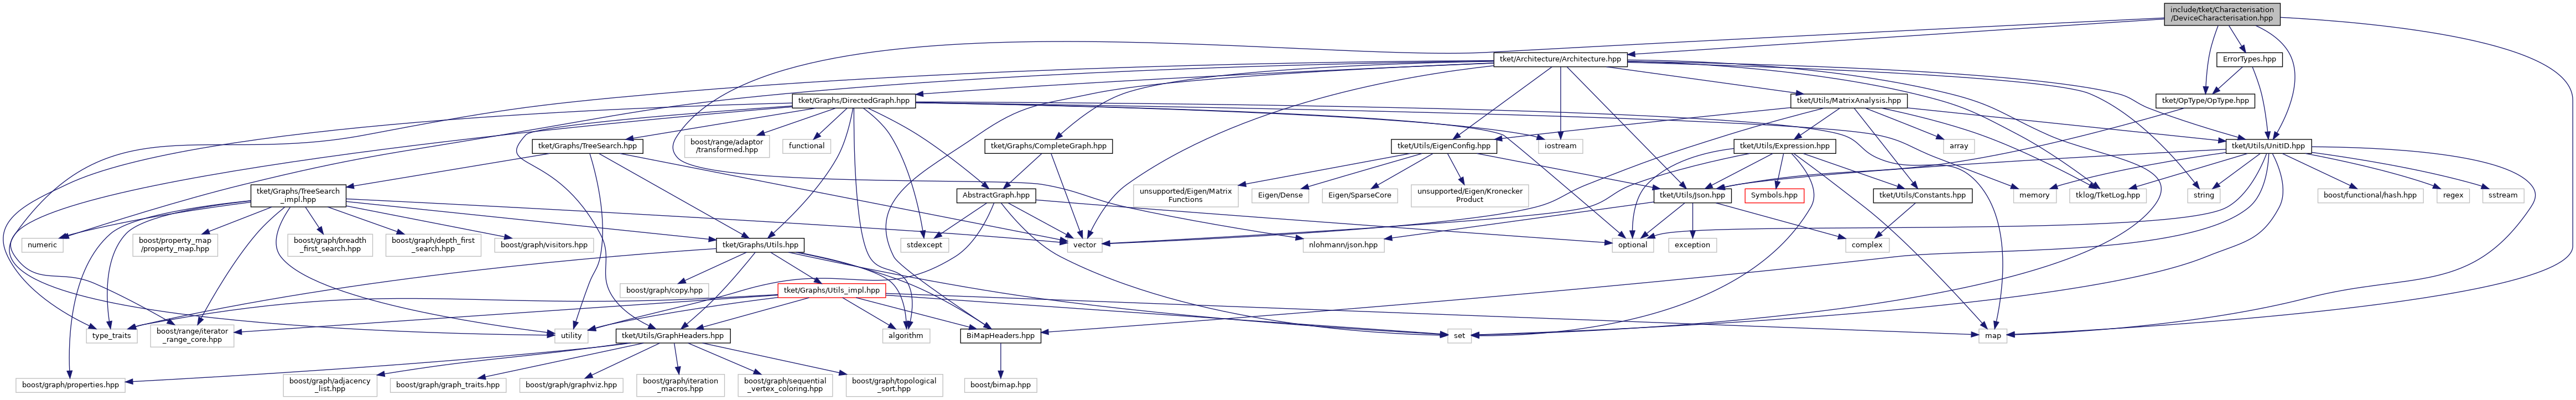 include/tket/Characterisation
/DeviceCharacterisation.hpp
tket/Architecture/Architecture.hpp
ErrorTypes.hpp
tket/Graphs/DirectedGraph.hpp
tket/Utils/MatrixAnalysis.hpp
tket/OpType/OpType.hpp
tket/Graphs/TreeSearch.hpp
boost/range/adaptor
/transformed.hpp
functional
tket/Graphs/CompleteGraph.hpp
iostream
tket/Utils/EigenConfig.hpp
tket/Utils/Expression.hpp
array
tket/Utils/UnitID.hpp
tket/Graphs/TreeSearch
_impl.hpp
AbstractGraph.hpp
unsupported/Eigen/Matrix
Functions
Eigen/Dense
Eigen/SparseCore
unsupported/Eigen/Kronecker
Product
tket/Utils/Json.hpp
Symbols.hpp
tket/Utils/Constants.hpp
memory
tklog/TketLog.hpp
string
boost/functional/hash.hpp
regex
sstream
numeric
boost/property_map
/property_map.hpp
boost/graph/breadth
_first_search.hpp
boost/graph/depth_first
_search.hpp
boost/graph/visitors.hpp
tket/Graphs/Utils.hpp
stdexcept
vector
nlohmann/json.hpp
optional
exception
complex
boost/graph/copy.hpp
tket/Graphs/Utils_impl.hpp
type_traits
boost/range/iterator
_range_core.hpp
utility
tket/Utils/GraphHeaders.hpp
algorithm
BiMapHeaders.hpp
set
map
boost/graph/properties.hpp
boost/graph/adjacency
_list.hpp
boost/graph/graph_traits.hpp
boost/graph/graphviz.hpp
boost/graph/iteration
_macros.hpp
boost/graph/sequential
_vertex_coloring.hpp
boost/graph/topological
_sort.hpp
boost/bimap.hpp